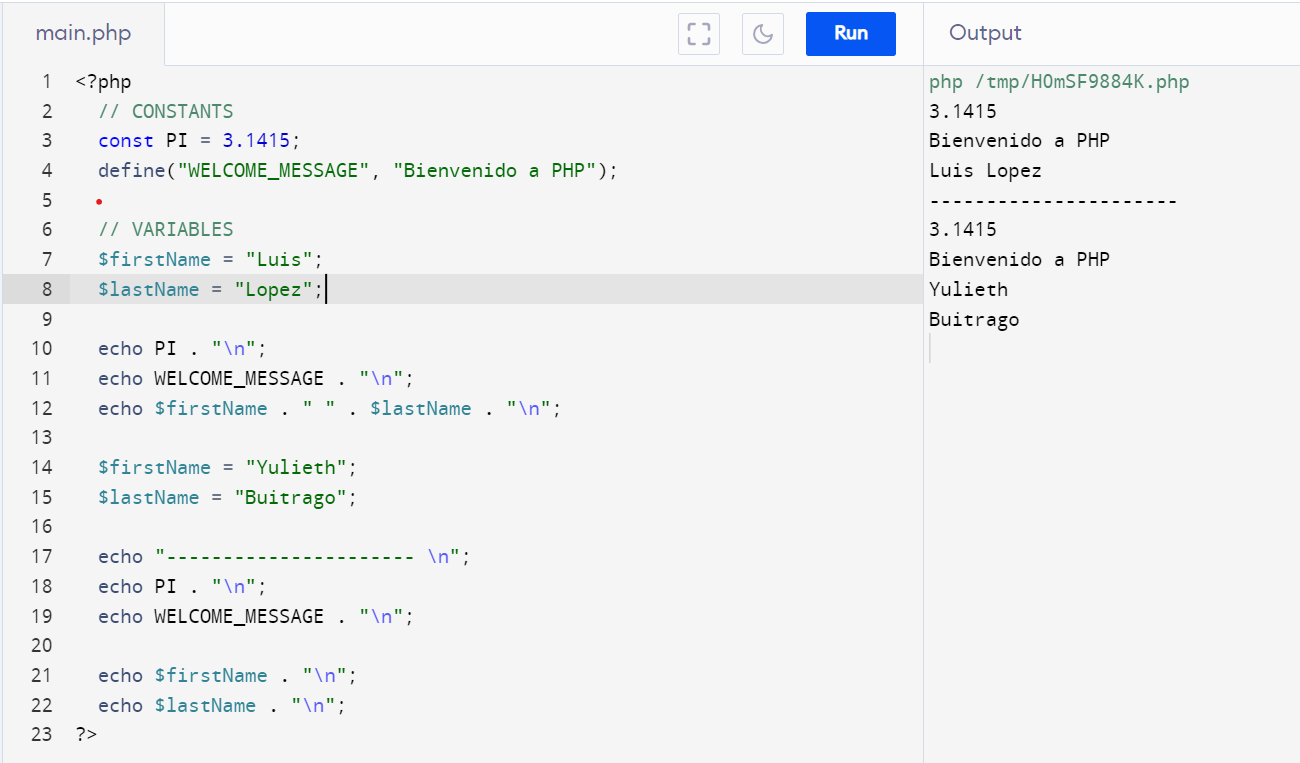 main.php
Run
Output
1 <?php
2 // CONSTANTS
3 const PI = 3.1415;
4 define("WELCOME_MESSAGE", "Bienvenido a PHP");
5
6 // VARIABLES
7 $firstName = "Luis";
8 $lastName = "Lopez";
9
10 echo PI . "\n";
11 echo WELCOME_MESSAGE . "\n";
12 echo $firstName . " " . $lastName . "\n";
13
14 $firstName = "Yulieth";
15 $lastName = "Buitrago";
16
17 echo "---------------------- \n";
18 echo PI . "\n";
19 echo WELCOME_MESSAGE . "\n";
20
21 echo $firstName . "\n";
22 echo $lastName . "\n";
23 ?>
php /tmp/H0mSF9884K.php
3.1415
Bienvenido a PHP
Luis Lopez
----------------------
3.1415
Bienvenido a PHP
Yulieth
Buitrago